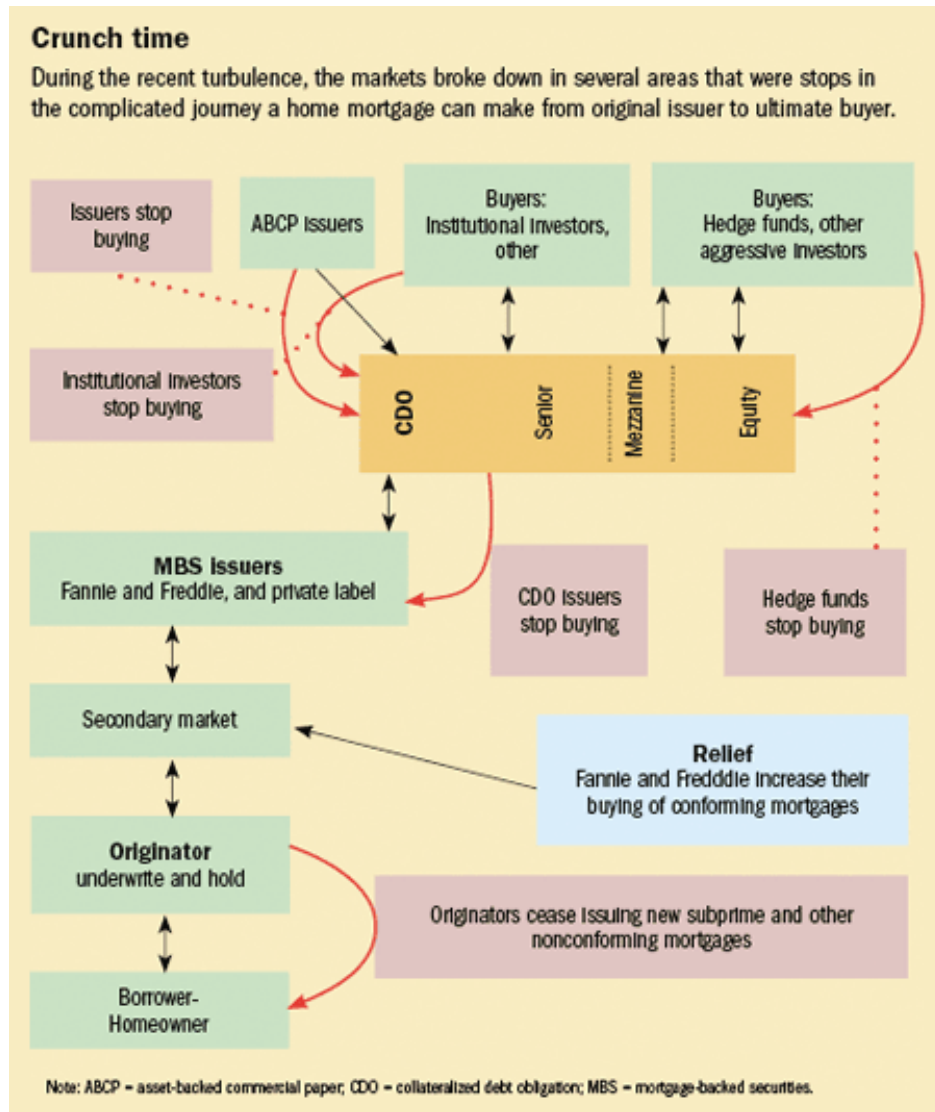 Crunch time
During the recent turbulence, the markets broke down in several areas that were stops in
the complicated journey a home mortgage can make from original issuer to ultimate buyer.
Issuers stop
buying
ABCP issuers
Buyers:
Institutional investors,
other
Buyers:
Hedge funds, other
aggressive investors
Institutional investors
stop buying
CDO
Senior
Mezzanine
Equity
MBS issuers
Fannie and Freddie, and private label
CDO issuers
stop buying
Hedge funds
stop buying
Secondary market
Relief
Fannie and Fredddie increase their
buying of conforming mortgages
Originator
underwrite and hold
Originators cease issuing new subprime and other
nonconforming mortgages
Borrower-
Homeowner
Note: ABCP = asset-backed commercial paper; CDO = collateralized debt obligation; MBS = mortgage-backed securities.